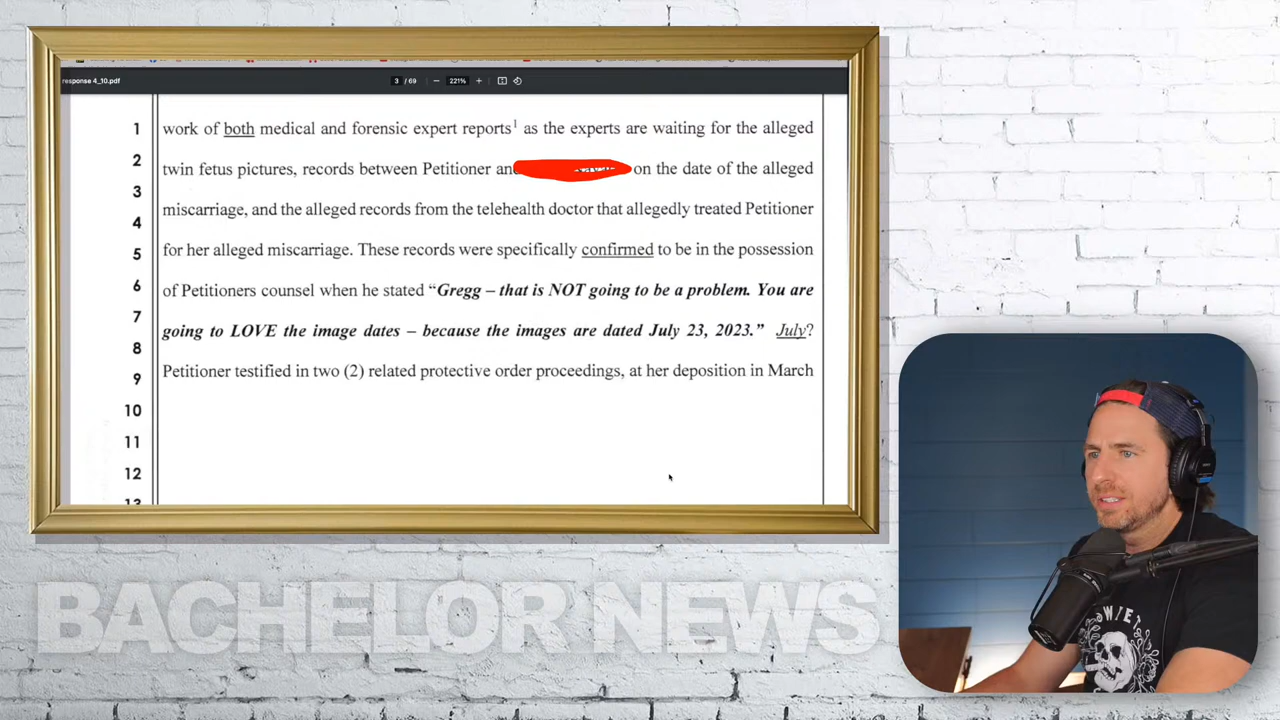 response 4_10.pdf
3 / 69
221%
1 work of both medical and forensic expert reports1 as the experts are waiting for the alleged
2 twin fetus pictures, records between Petitioner an on the date of the alleged
3
miscarriage, and the alleged records from the telehealth doctor that allegedly treated Petitioner
4
5 for her alleged miscarriage. These records were specifically confirmed to be in the possession
6 of Petitioners counsel when he stated “Gregg – that is NOT going to be a problem. You are
7
going to LOVE the image dates – because the images are dated July 23, 2023.” July?
8
9 Petitioner testified in two (2) related protective order proceedings, at her deposition in March
10
11
12
13
BACHELOR NEWS